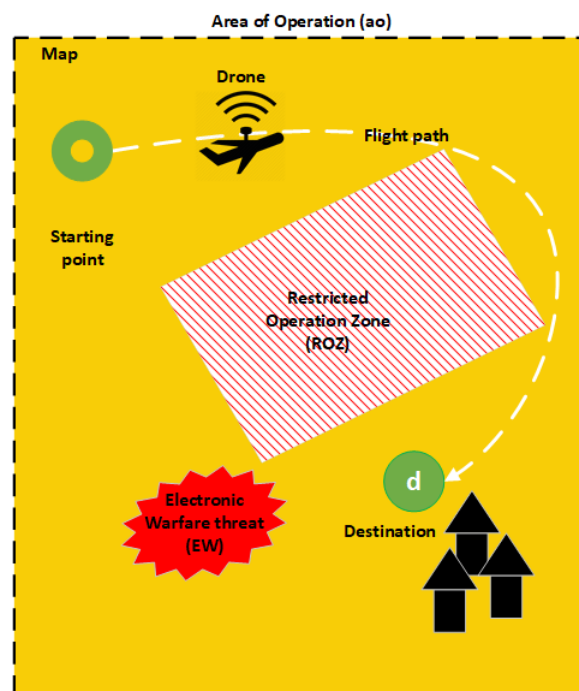 Area of Operation (ao)
Map
Drone
Flight path
Starting
point
Restricted
Operation Zone
(ROZ)
Electronic
Warfare threat
(EW)
d
Destination